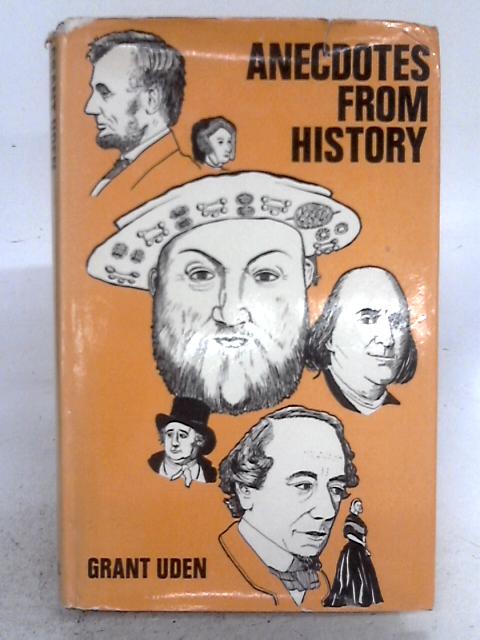 ANECDOTES
FROM
HISTORY
GRANT UDEN